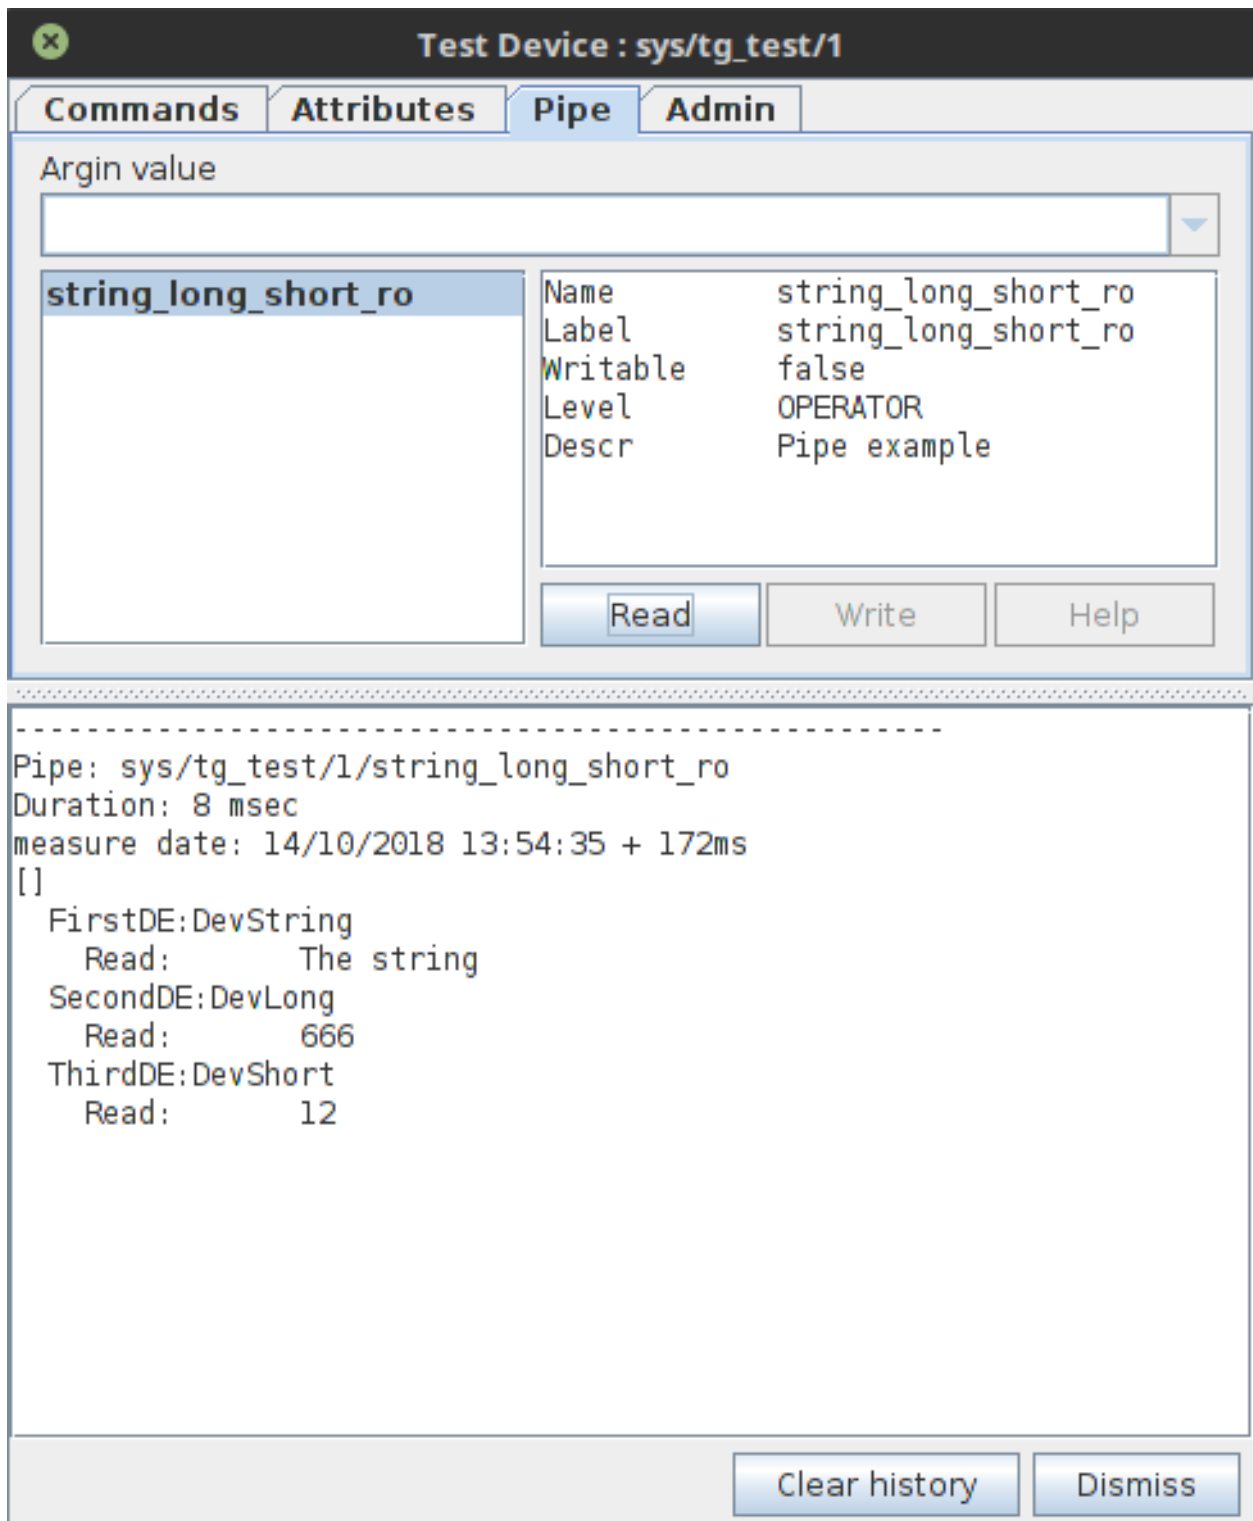 Test Device : sys/tg_test/1
Commands Attributes Pipe Admin
Argin value
string_long_short_ro
Name string_long_short_ro
Label string_long_short_ro
Writable false
Level OPERATOR
Descr Pipe example
Read Write Help
----------------------------------------------------
Pipe: sys/tg_test/1/string_long_short_ro
Duration: 8 msec
measure date: 14/10/2018 13:54:35 + 172ms
[]
FirstDE:DevString
Read: The string
SecondDE:DevLong
Read: 666
ThirdDE:DevShort
Read: 12
Clear history Dismiss